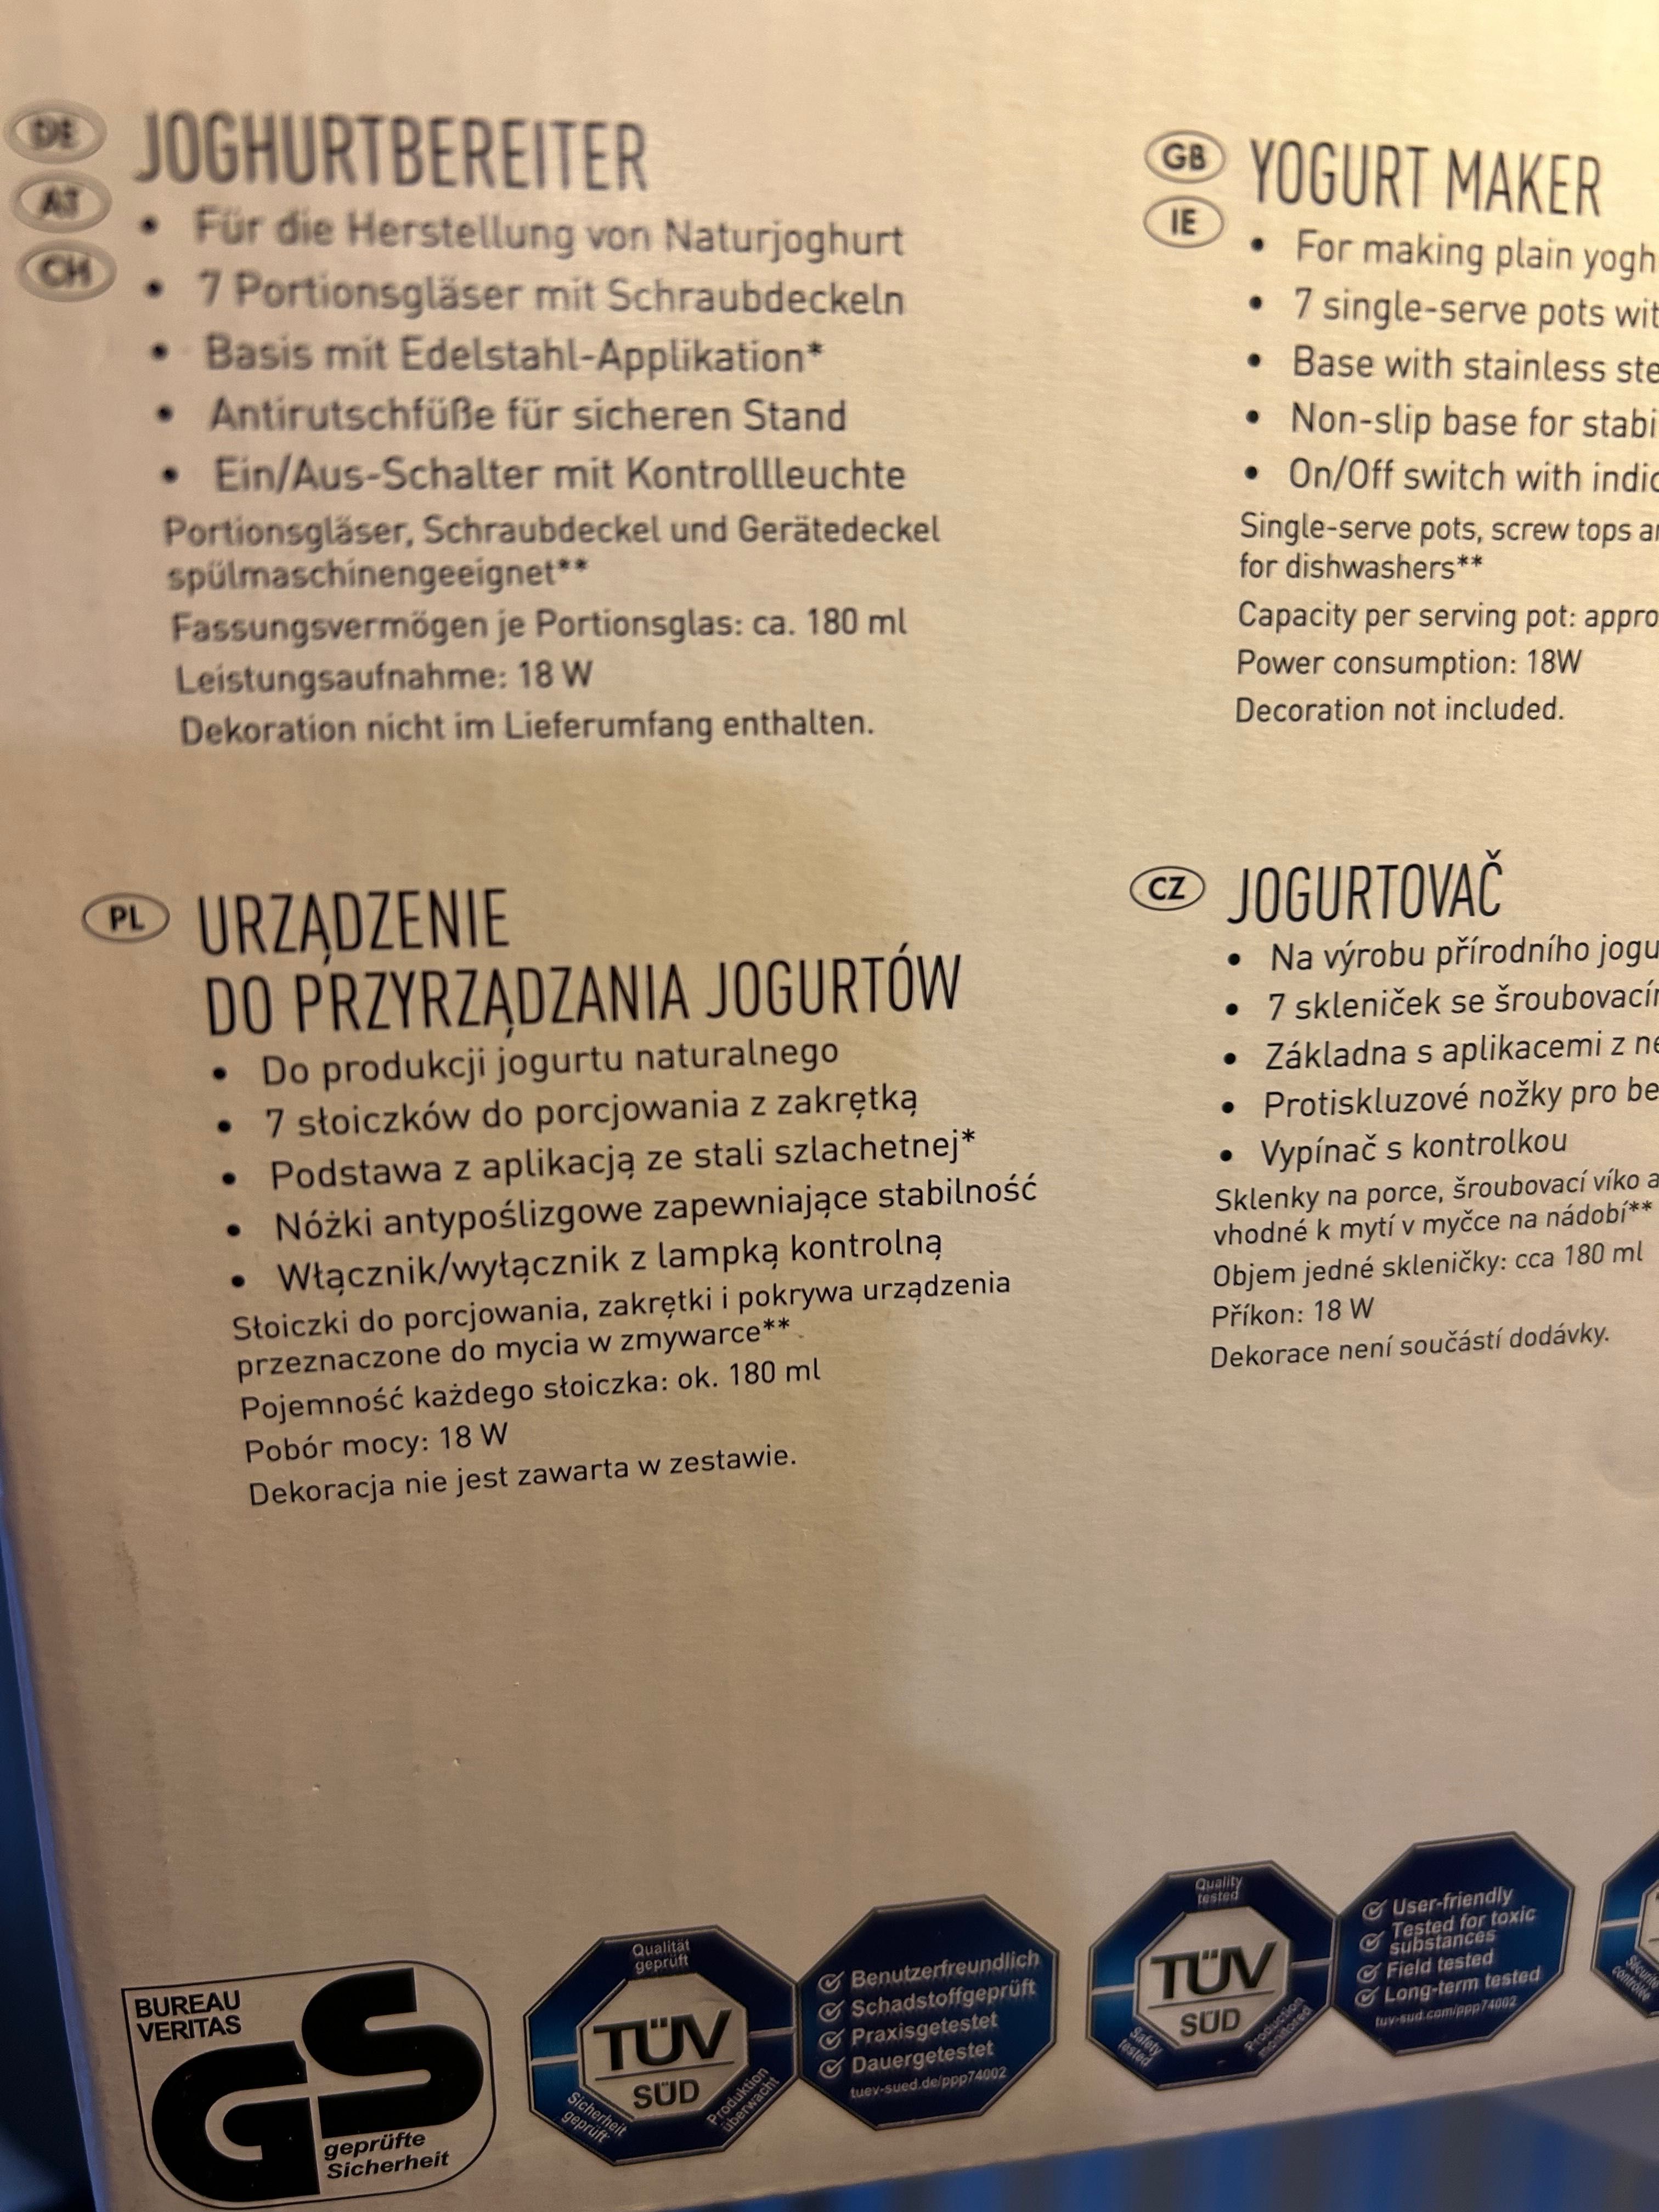 DE
AT
CH
JOGHURTBEREITER
• Für die Herstellung von Naturjoghurt
• 7 Portionsgläser mit Schraubdeckeln
• Basis mit Edelstahl-Applikation*
• Antirutschfüße für sicheren Stand
• Ein/Aus-Schalter mit Kontrollleuchte
Portionsgläser, Schraubdeckel und Gerätedeckel
spülmaschinengeeignet**
Fassungsvermögen je Portionsglas: ca. 180 ml
Leistungsaufnahme: 18 W
Dekoration nicht im Lieferumfang enthalten.
GB
IE
YOGURT MAKER
• For making plain yogh
• 7 single-serve pots wit
• Base with stainless ste
• Non-slip base for stabi
• On/Off switch with indic
Single-serve pots, screw tops a
for dishwashers**
Capacity per serving pot: appro
Power consumption: 18W
Decoration not included.
PL
URZĄDZENIE
DO PRZYRZĄDZANIA JOGURTÓW
• Do produkcji jogurtu naturalnego
• 7 słoiczków do porcjowania z zakrętką
• Podstawa z aplikacją ze stali szlachetnej*
• Nóżki antypoślizgowe zapewniające stabilność
• Włącznik/wyłącznik z lampką kontrolną
Słoiczki do porcjowania, zakrętki i pokrywa urządzenia
przeznaczone do mycia w zmywarce**
Pojemność każdego słoiczka: ok. 180 ml
Pobór mocy: 18 W
Dekoracja nie jest zawarta w zestawie.
CZ
JOGURTOVAČ
• Na výrobu přírodního jogu
• 7 skleniček se šroubovací
• Základna s aplikacemi z ne
• Protiskluzové nožky pro be
• Vypínač s kontrolkou
Sklenky na porce, šroubovací víko a
vhodné k mytí v myčce na nádobí**
Objem jedné skleničky: cca 180 ml
Příkon: 18 W
Dekorace není součástí dodávky.
BUREAU
VERITAS
GS
geprüfte
Sicherheit
Qualität
geprüft
TÜV
SÜD
Sicherheit
geprüft
Produktion
überwacht
Benutzerfreundlich
Schadstoffgeprüft
Praxisgetestet
Dauergetestet
tuev-sued.de/ppp74002
Quality
tested
TÜV
SÜD
Safety
tested
Production
monitored
User-friendly
Tested for toxic
substances
Field tested
Long-term tested
tuv-sud.com/ppp74002
Sécurité
contrôlée